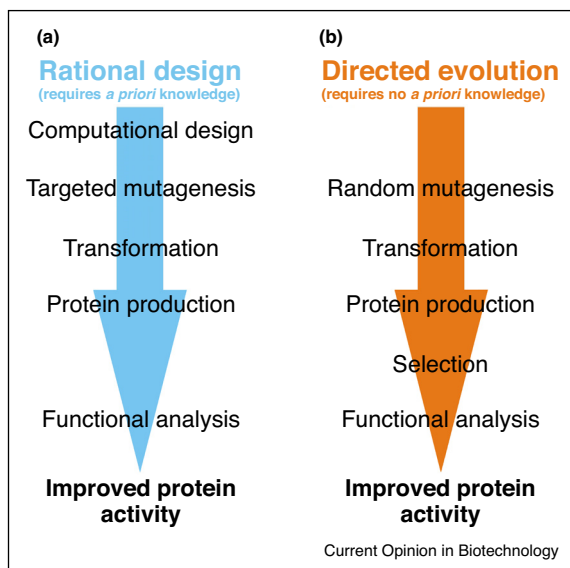 (a)
Rational design
(requires a priori knowledge)
Computational design
Targeted mutagenesis
Transformation
Protein production
Functional analysis
Improved protein
activity
(b)
Directed evolution
(requires no a priori knowledge)
Random mutagenesis
Transformation
Protein production
Selection
Functional analysis
Improved protein
activity
Current Opinion in Biotechnology